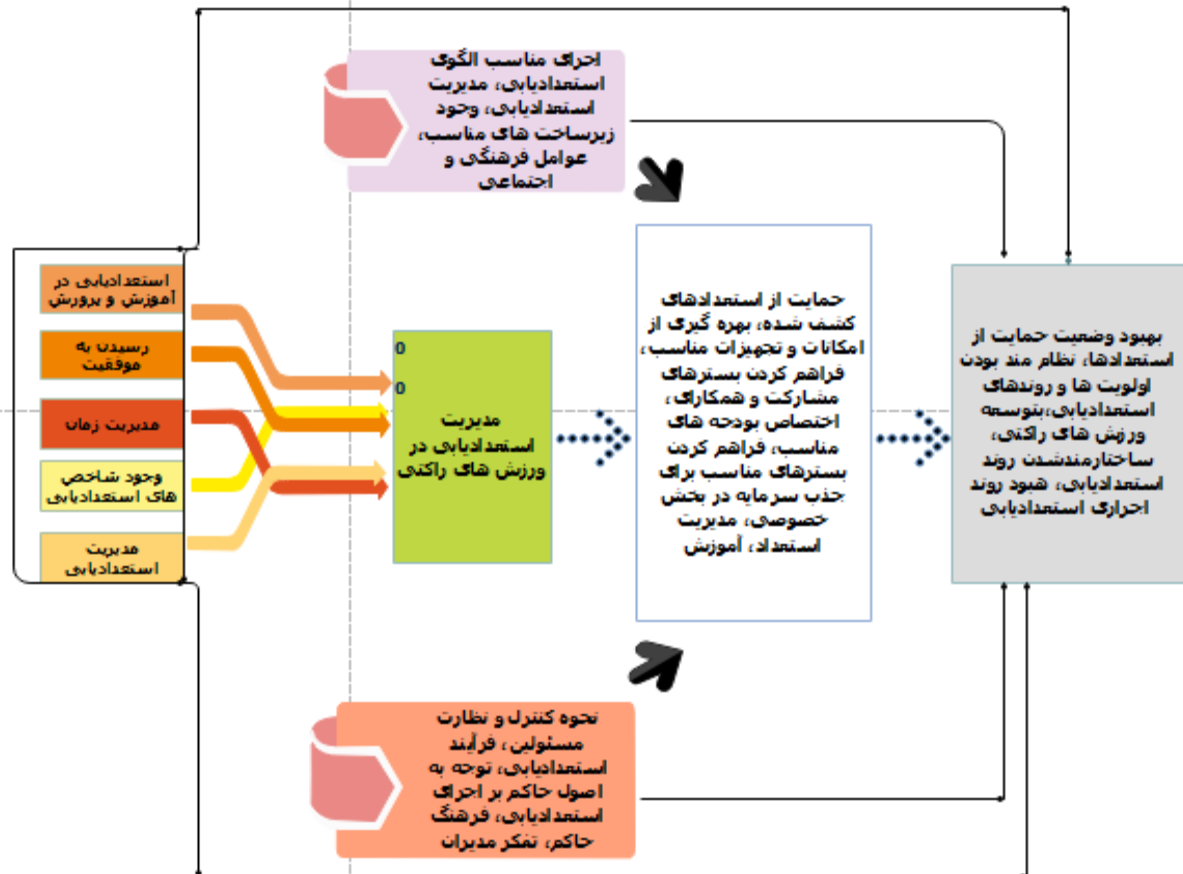 اجرای مناسب الگوی
استعدادیابی، مدیریت
استعدادیابی، وجود
زیرساخت های مناسب،
عوامل فرهنگی و
اجتماعی
استعدادیابی در
آموزش و پرورش
رسیدن به
موفقیت
مدیریت زمان
وجود شاخص
های استعدادیابی
مدیریت
استعدادیابی
0
0
مدیریت
استعدادیابی در
ورزش های راکتی
حمایت از استعدادهای
کشف شده، بهره گیری از
امکانات و تجهیزات مناسب،
فراهم کردن بسترهای
مشارکت و همکارای،
اختصاص بودجه های
مناسب، فراهم کردن
بسترهای مناسب برای
جذب سرمایه در بخش
خصوصی، مدیریت
استعداد، آموزش
بهبود وضعیت حمایت از
استعدادها، نظام مند بودن
اولویت ها و روندهای
استعدادیابی،بتوسعه
ورزش های راکتی،
ساختارمندشدن روند
استعدادیابی، هبود روند
اجراری استعدادیابی
نحوه کنترل و نظارت
مسئولین، فرآیند
استعدادیابی، توجه به
اصول حاکم بر اجرای
استعدادیابی، فرهنگ
حاکم، تفکر مدیران